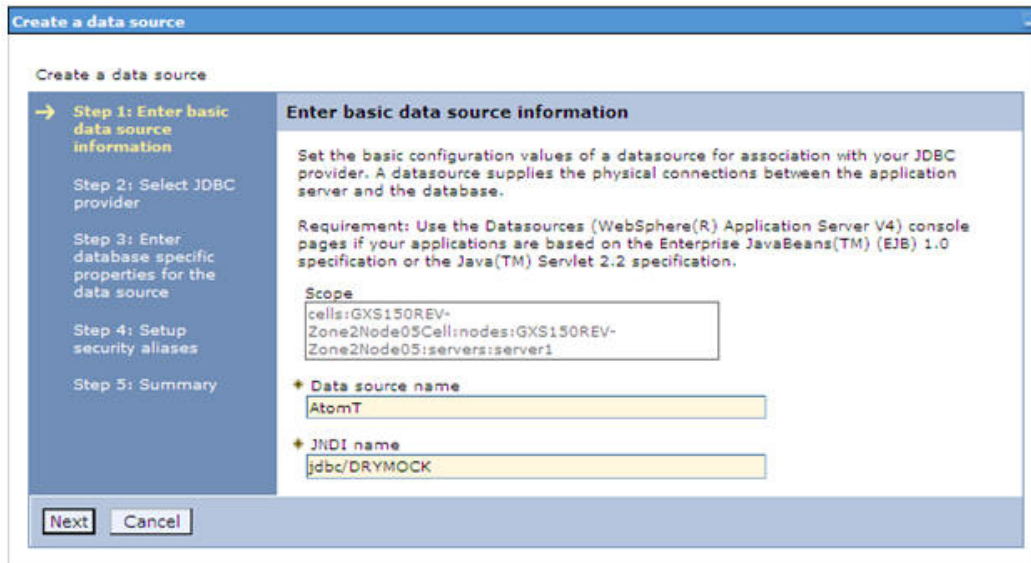 Create a data source
Create a data source
Step 1: Enter basic
data source
information
Step 2: Select JDBC
provider
Step 3: Enter
database specific
properties for the
data source
Step 4: Setup
security aliases
Step 5: Summary
Enter basic data source information
Set the basic configuration values of a datasource for association with your JDBC
provider. A datasource supplies the physical connections between the application
server and the database.
Requirement: Use the Datasources (WebSphere(R) Application Server V4) console
pages if your applications are based on the Enterprise JavaBeans(TM) (EJB) 1.0
specification or the Java(TM) Servlet 2.2 specification.
Scope
cells:GXS150REV-
Zone2Node05Cell:nodes:GXS150REV-
Zone2Node05:servers:server1
Data source name
AtomT
JNDI name
jdbc/DRYMOCK
Next Cancel